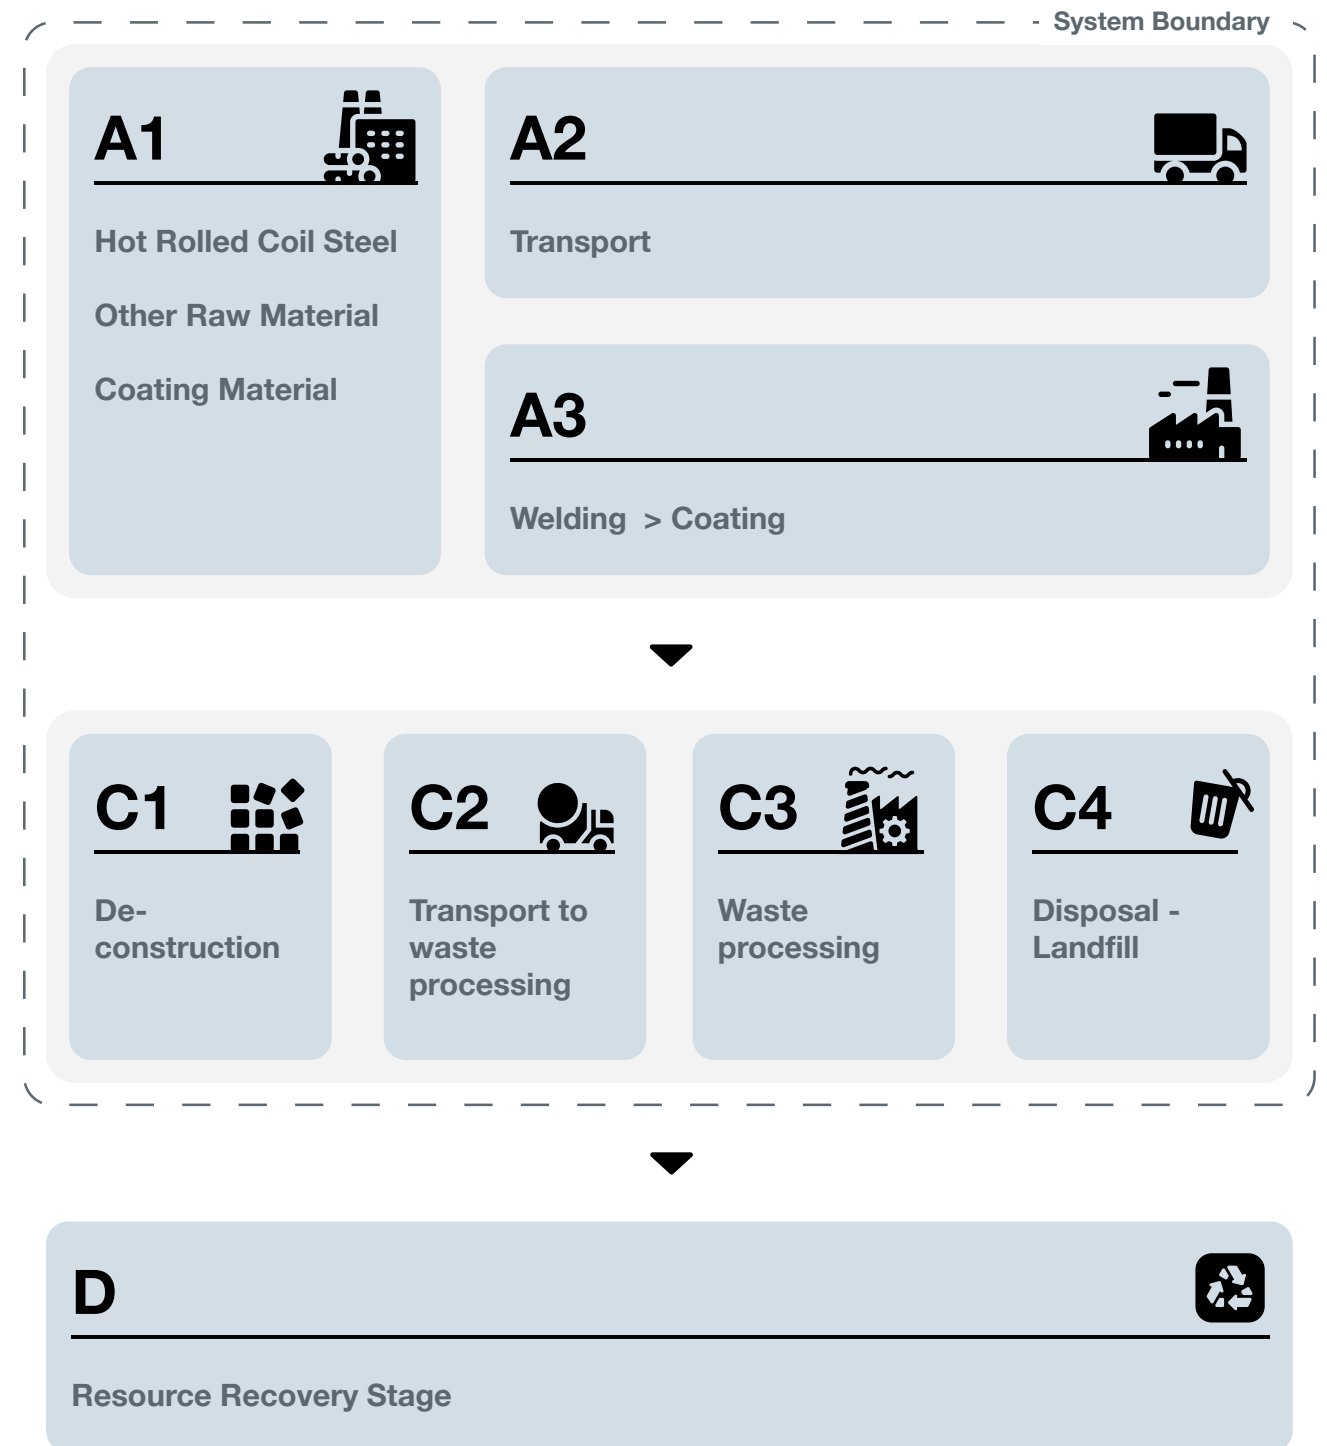 System Boundary
A1
Hot Rolled Coil Steel
Other Raw Material
Coating Material
A2
Transport
A3
Welding  > Coating
C1
De-
construction
C2
Transport to
waste
processing
C3
Waste
processing
C4
Disposal -
Landfill
D
Resource Recovery Stage